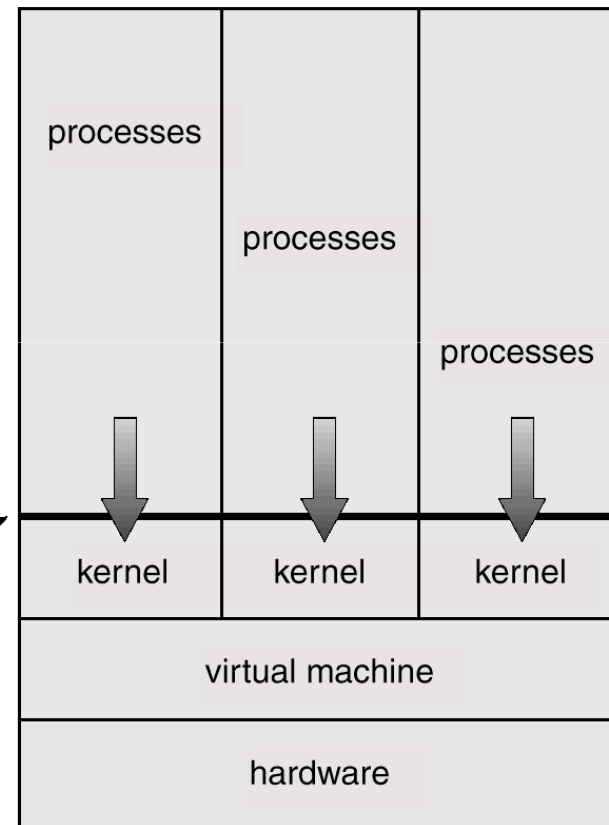 processes
processes
processes
kernel kernel kernel
virtual machine
hardware